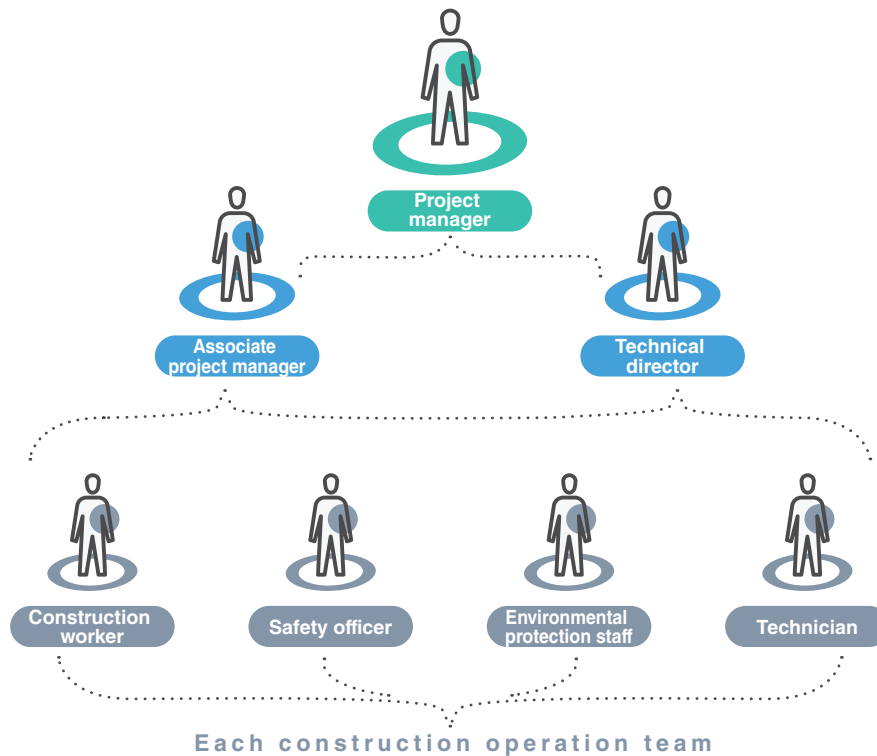 Project
manager
Associate
project manager
Technical
director
Construction
worker
Safety officer
Environmental
protection staff
Technician
Each construction operation team